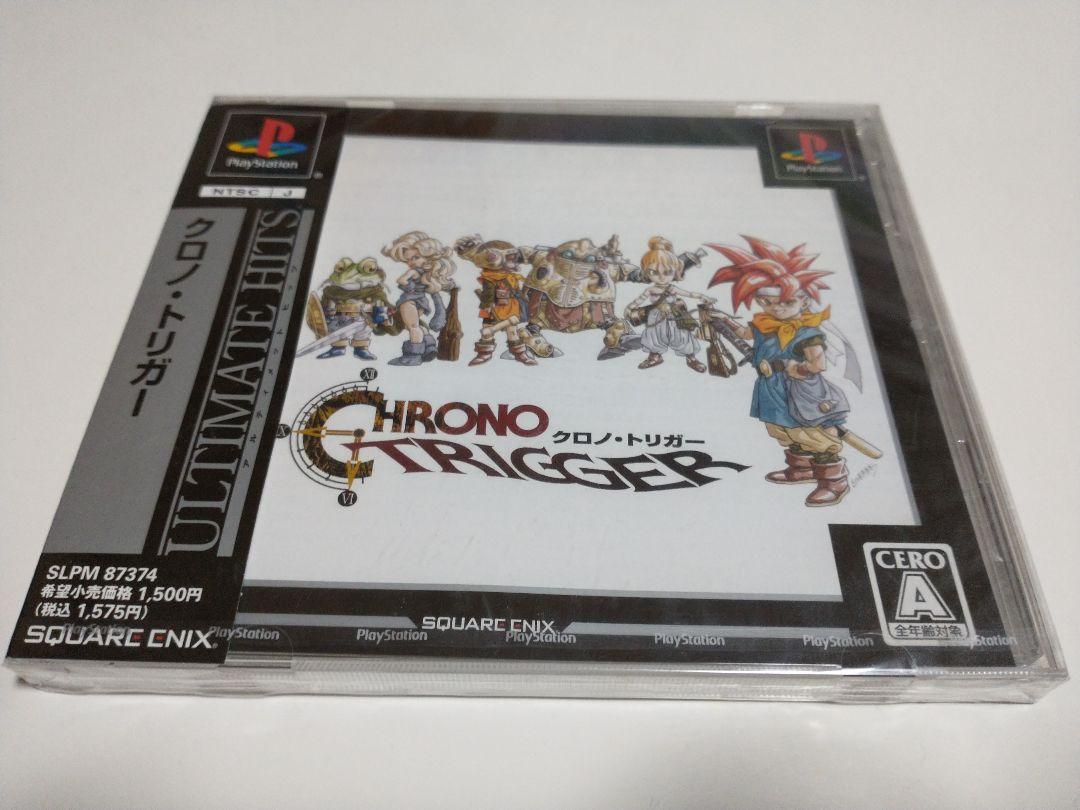 PlayStation
NTSC J
クロノ・トリガー
ULTIMATE HITS
アルティメットヒッツ
SLPM 87374
希望小売価格 1,500円
(税込 1,575円)
SQUARE ENIX
PlayStation
XII
IX
VI
CHRONO
TRIGGER
クロノ・トリガー
SQUARE ENIX
PlayStation
PlayStation
PlayStation
PlayStation
PlayStation
PlayStation
CERO
A
全年齢対象